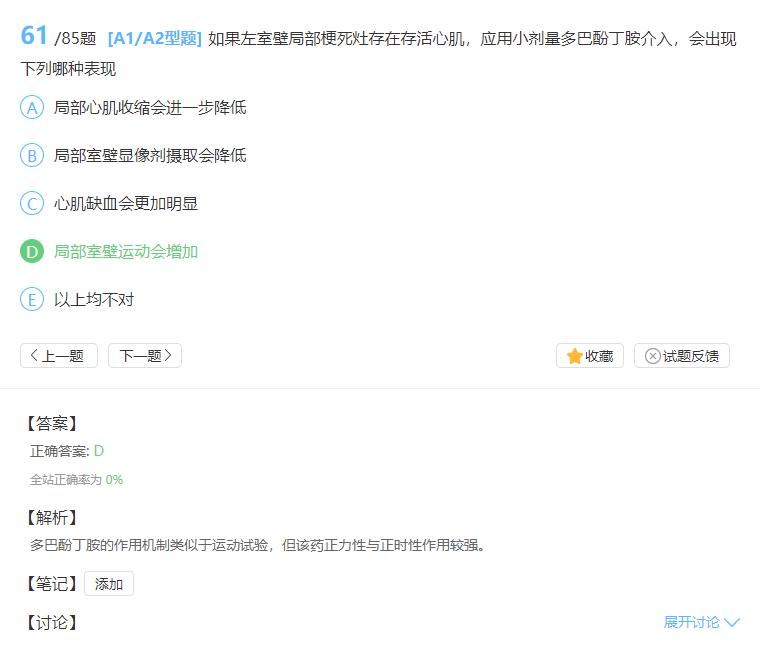 61 /85题 [A1/A2型题] 如果左室壁局部梗死灶存在存活心肌，应用小剂量多巴酚丁胺介入，会出现
下列哪种表现
A 局部心肌收缩会进一步降低
B 局部室壁显像剂摄取会降低
C 心肌缺血会更加明显
D 局部室壁运动会增加
E 以上均不对
上一题 下一题 收藏 试题反馈
【答案】
正确答案: D
全站正确率为 0%
【解析】
多巴酚丁胺的作用机制类似于运动试验，但该药正力性与正时性作用较强。
【笔记】 添加
【讨论】 展开讨论